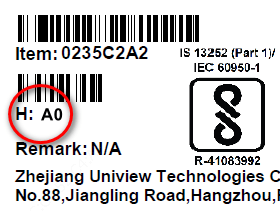 Item: 0235C2A2
IS 13252 (Part 1)/
IEC 60950-1
H: A0
R-41083992
Remark: N/A
Zhejiang Uniview Technologies C
No.88,Jiangling Road,Hangzhou,